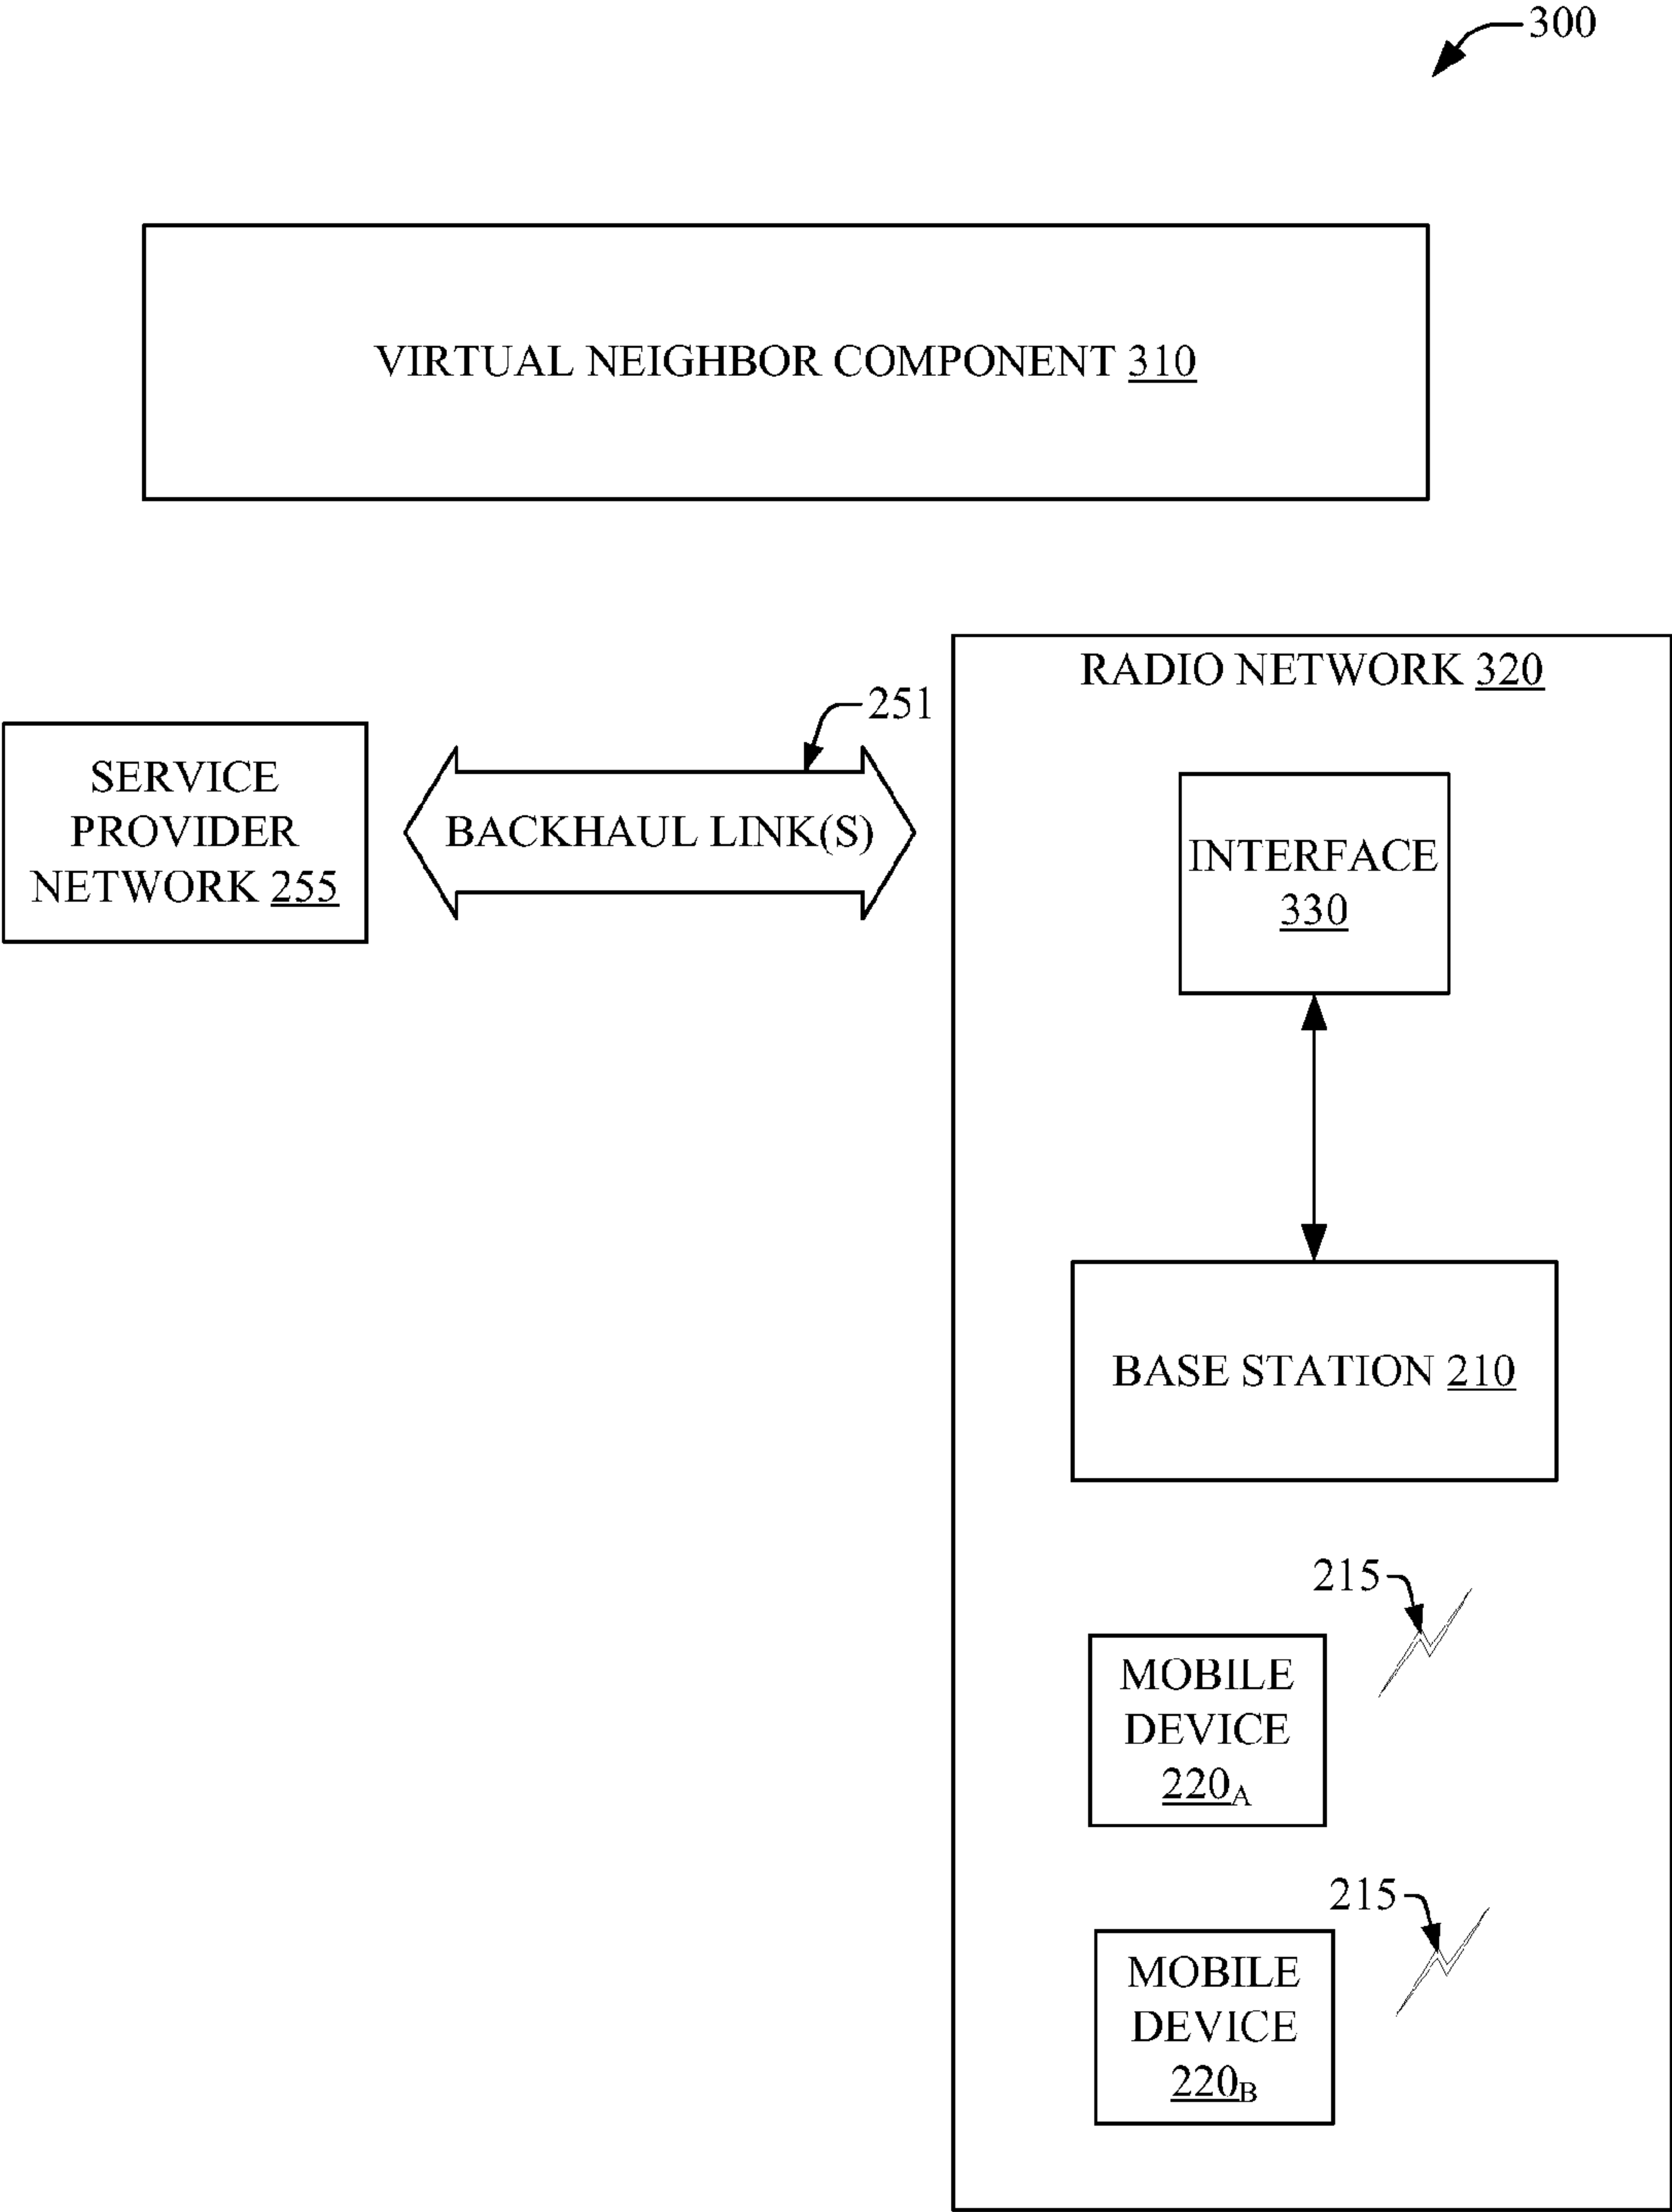 300
VIRTUAL NEIGHBOR COMPONENT 310
RADIO NETWORK 320
251
SERVICE
PROVIDER
NETWORK 255
BACKHAUL LINK(S)
INTERFACE
330
BASE STATION 210
215
MOBILE
DEVICE
220A
215
MOBILE
DEVICE
220B